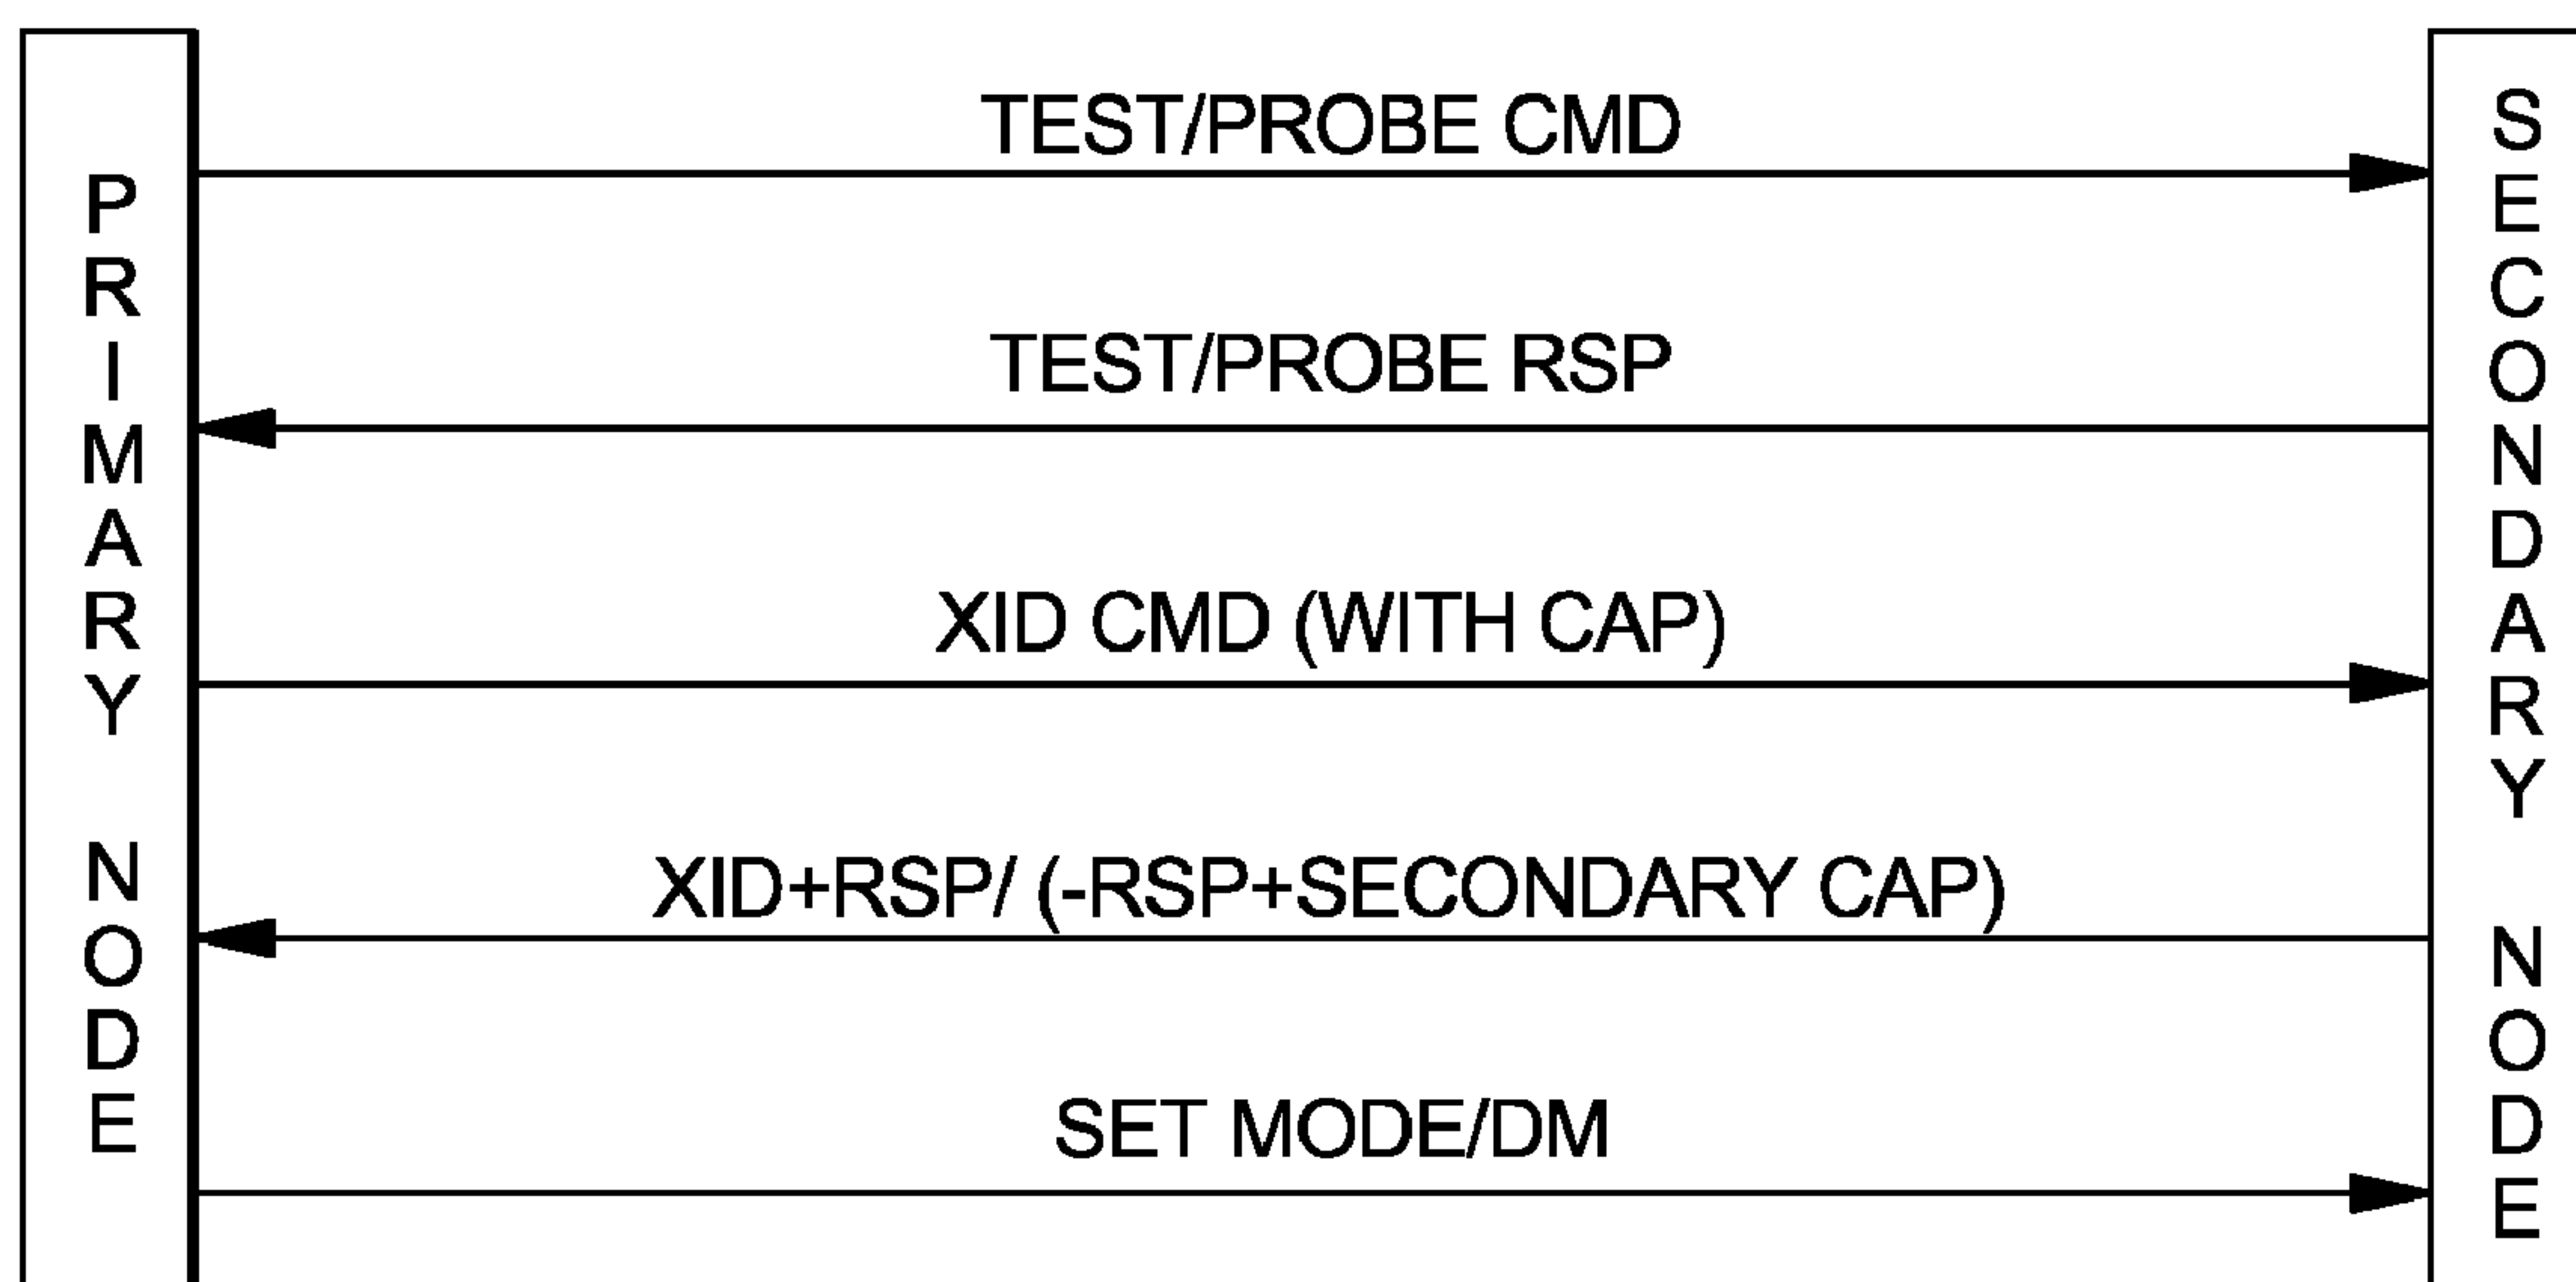 PRIMARY NODE
TEST/PROBE CMD
TEST/PROBE RSP
XID CMD (WITH CAP)
XID+RSP/ (-RSP+SECONDARY CAP)
SET MODE/DM
SECONDARY NODE